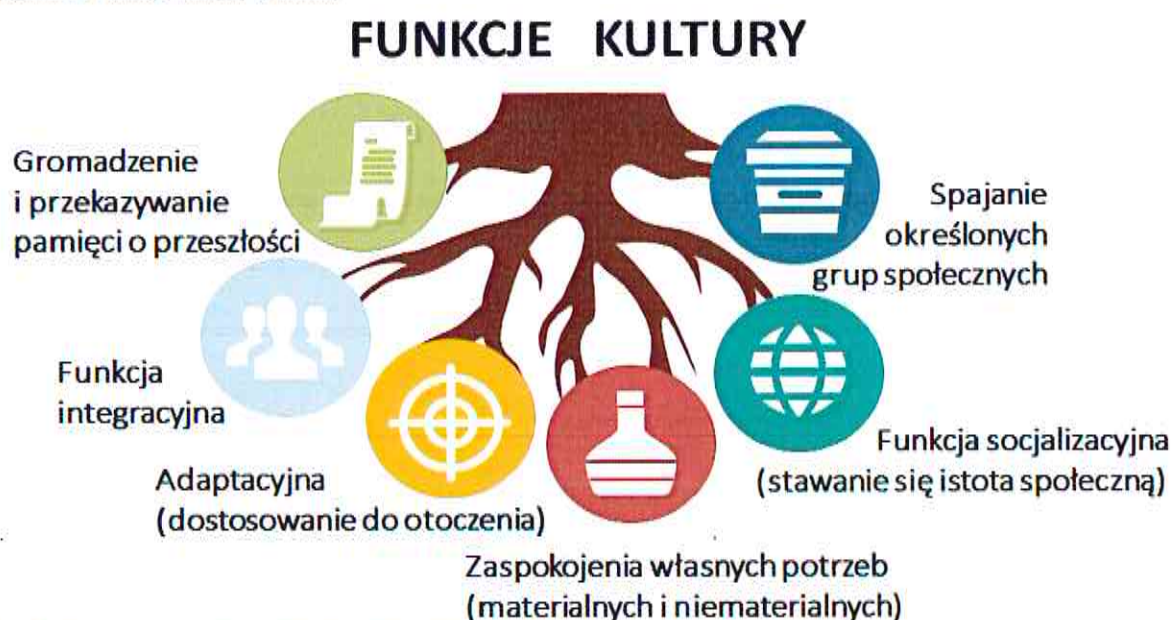 FUNKCJE KULTURY
Gromadzenie
i przekazywanie
pamięci o przeszłości
Spajanie
określonych
grup społecznych
Funkcja
integracyjna
Funkcja socjalizacyjna
(stawanie się istota społeczną)
Adaptacyjna
(dostosowanie do otoczenia)
Zaspokojenia własnych potrzeb
(materialnych i niematerialnych)